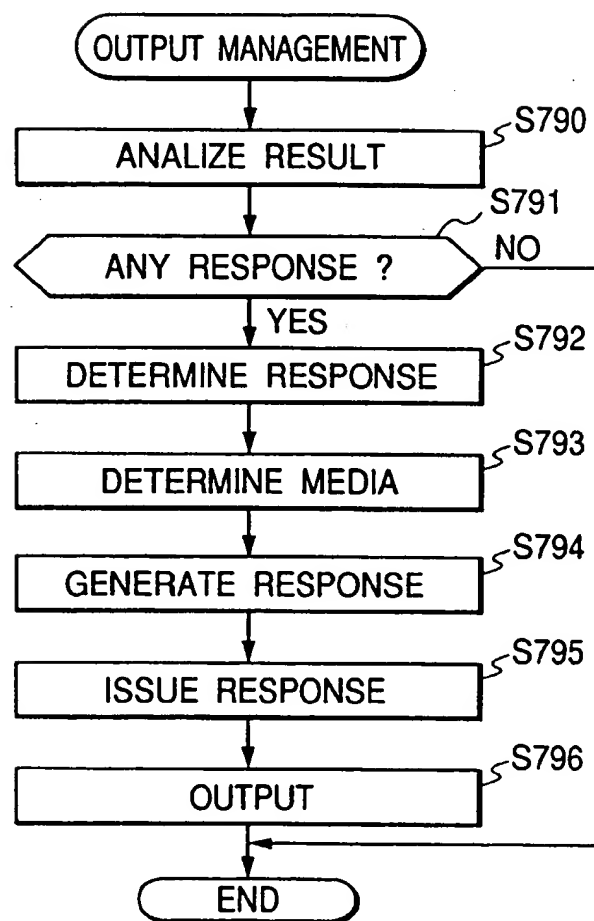 OUTPUT MANAGEMENT
S790
ANALIZE RESULT
S791
ANY RESPONSE ?
NO
YES
S792
DETERMINE RESPONSE
S793
DETERMINE MEDIA
S794
GENERATE RESPONSE
S795
ISSUE RESPONSE
S796
OUTPUT
END